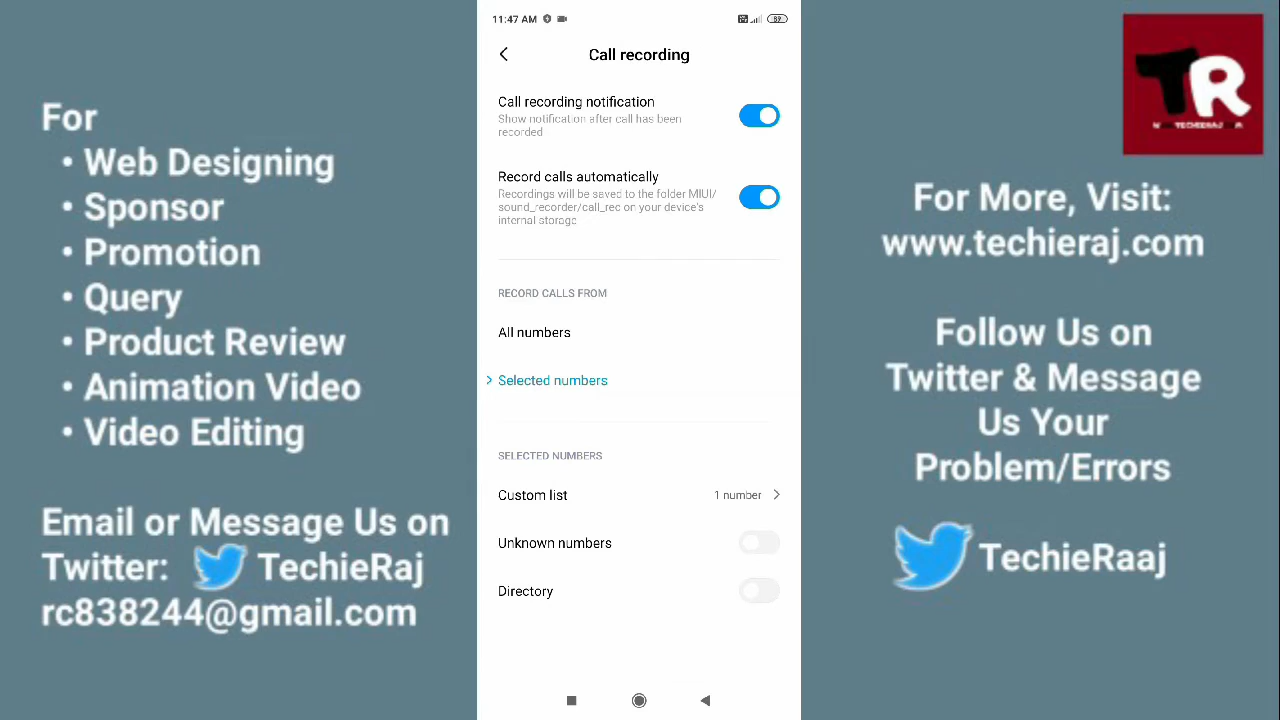 For
• Web Designing
• Sponsor
• Promotion
• Query
• Product Review
• Animation Video
• Video Editing
Email or Message Us on
Twitter: TechieRaj
rc838244@gmail.com
11:47 AM
89
Call recording
Call recording notification
Show notification after call has been
recorded
Record calls automatically
Recordings will be saved to the folder MIUI/
sound_recorder/call_rec on your device's
internal storage
RECORD CALLS FROM
All numbers
Selected numbers
SELECTED NUMBERS
Custom list
1 number
Unknown numbers
Directory
TR
For More, Visit:
www.techieraj.com
Follow Us on
Twitter & Message
Us Your
Problem/Errors
TechieRaaj